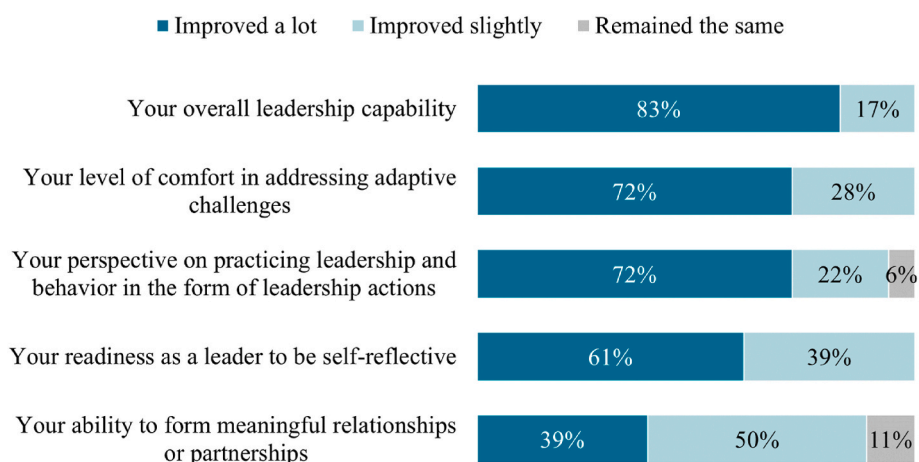 Improved a lot Improved slightly Remained the same
Your overall leadership capability 83% 17%
Your level of comfort in addressing adaptive
challenges 72% 28%
Your perspective on practicing leadership and
behavior in the form of leadership actions 72% 22% 6%
Your readiness as a leader to be self-reflective 61% 39%
Your ability to form meaningful relationships
or partnerships 39% 50% 11%